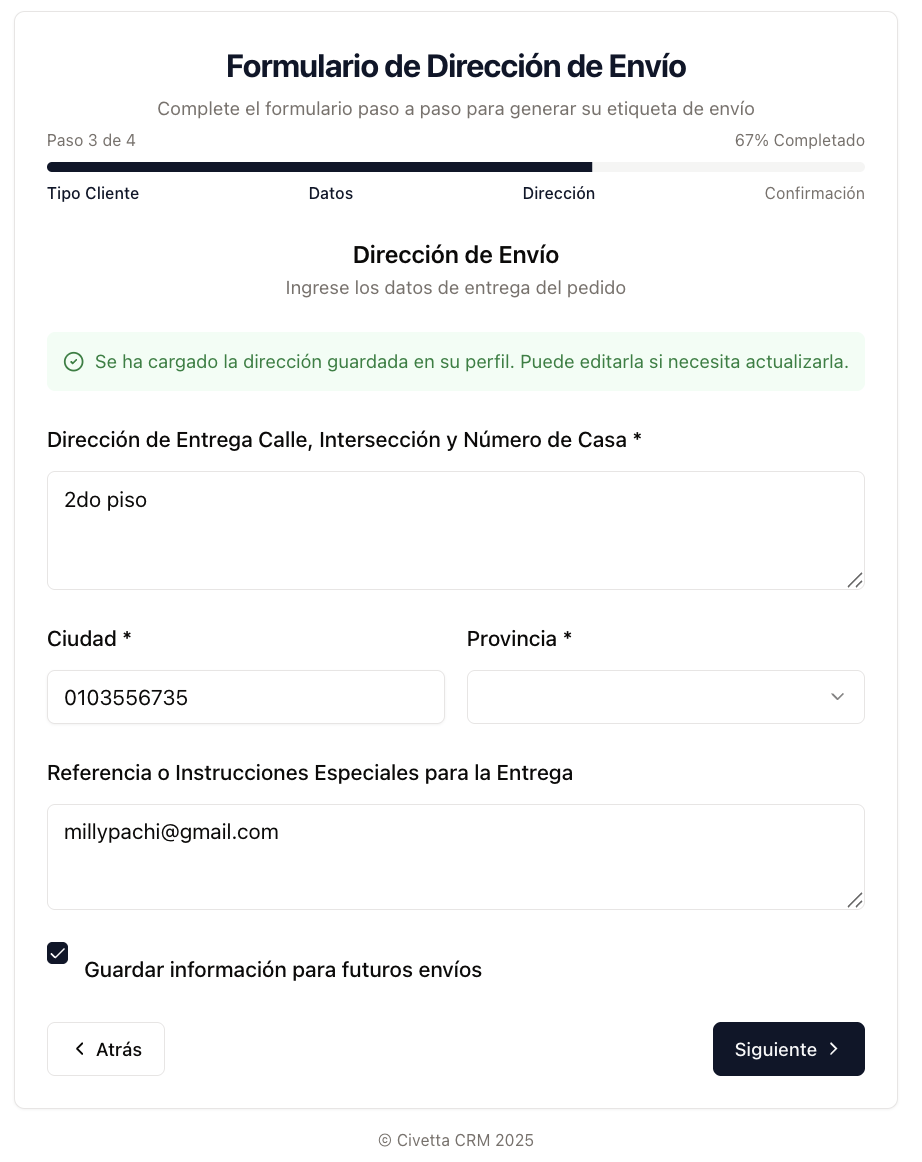 Formulario de Dirección de Envío
Complete el formulario paso a paso para generar su etiqueta de envío
Paso 3 de 4
67% Completado
Tipo Cliente
Datos
Dirección
Confirmación
Dirección de Envío
Ingrese los datos de entrega del pedido
Se ha cargado la dirección guardada en su perfil. Puede editarla si necesita actualizarla.
Dirección de Entrega Calle, Intersección y Número de Casa *
2do piso
Ciudad *
Provincia *
0103556735
Referencia o Instrucciones Especiales para la Entrega
millypachi@gmail.com
Guardar información para futuros envíos
Atrás
Siguiente
© Civetta CRM 2025